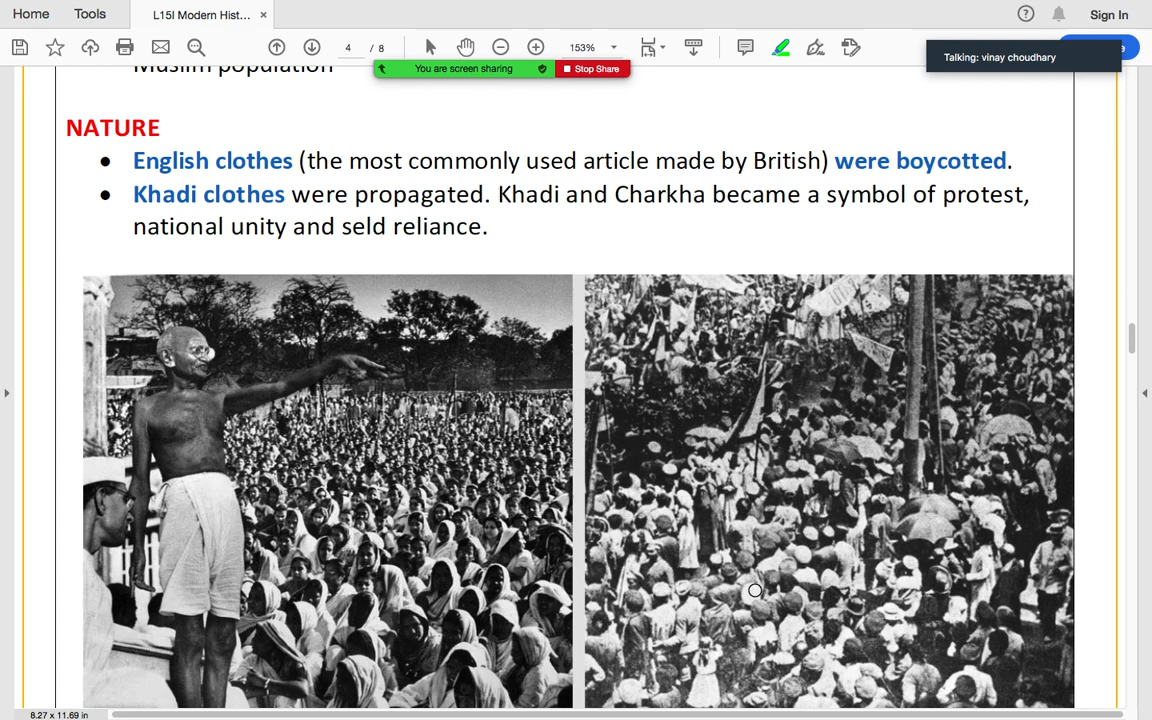 Home Tools L15I Modern Hist... × Sign In
4 / 8 153%
Talking: vinay choudhary
You are screen sharing Stop Share
Muslim population
NATURE
• English clothes (the most commonly used article made by British) were boycotted.
• Khadi clothes were propagated. Khadi and Charkha became a symbol of protest,
national unity and seld reliance.
8.27 x 11.69 in